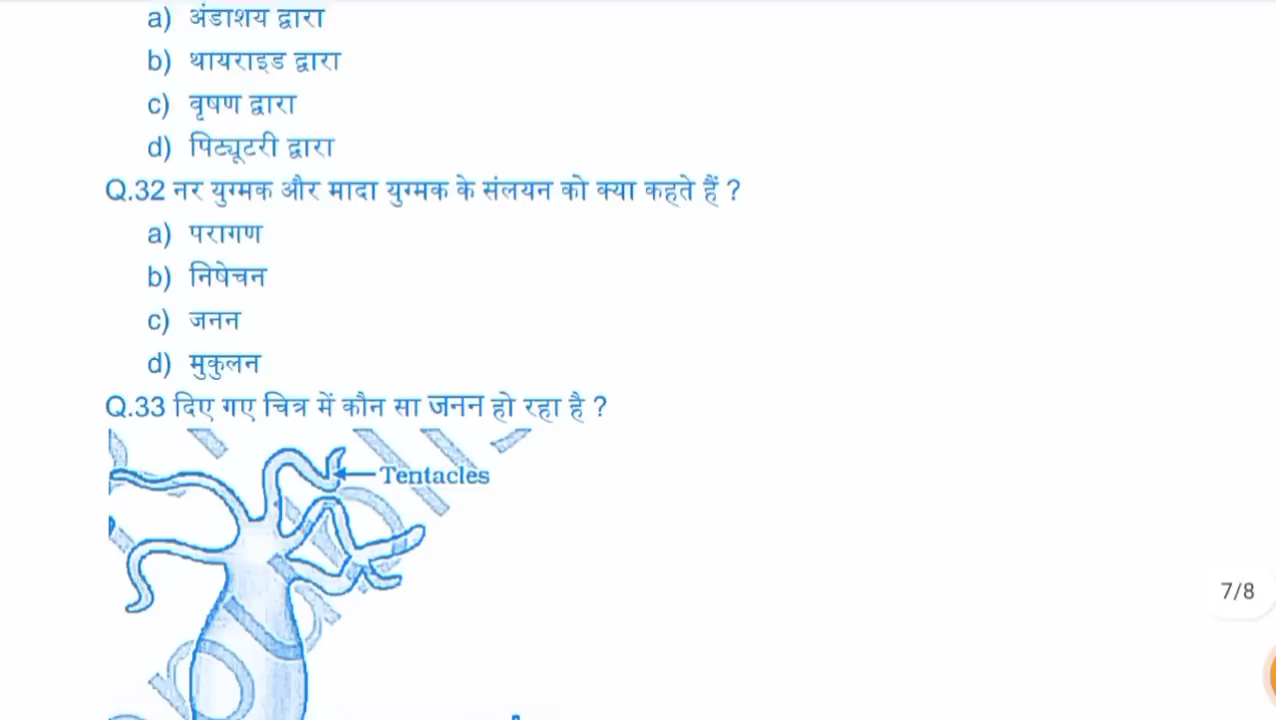 a) अंडाशय द्वारा
b) थायराइड द्वारा
c) वृषण द्वारा
d) पिट्यूटरी द्वारा
Q.32 नर युग्मक और मादा युग्मक के संलयन को क्या कहते हैं ?
a) परागण
b) निषेचन
c) जनन
d) मुकुलन
Q.33 दिए गए चित्र में कौन सा जनन हो रहा है ?
Tentacles
7/8